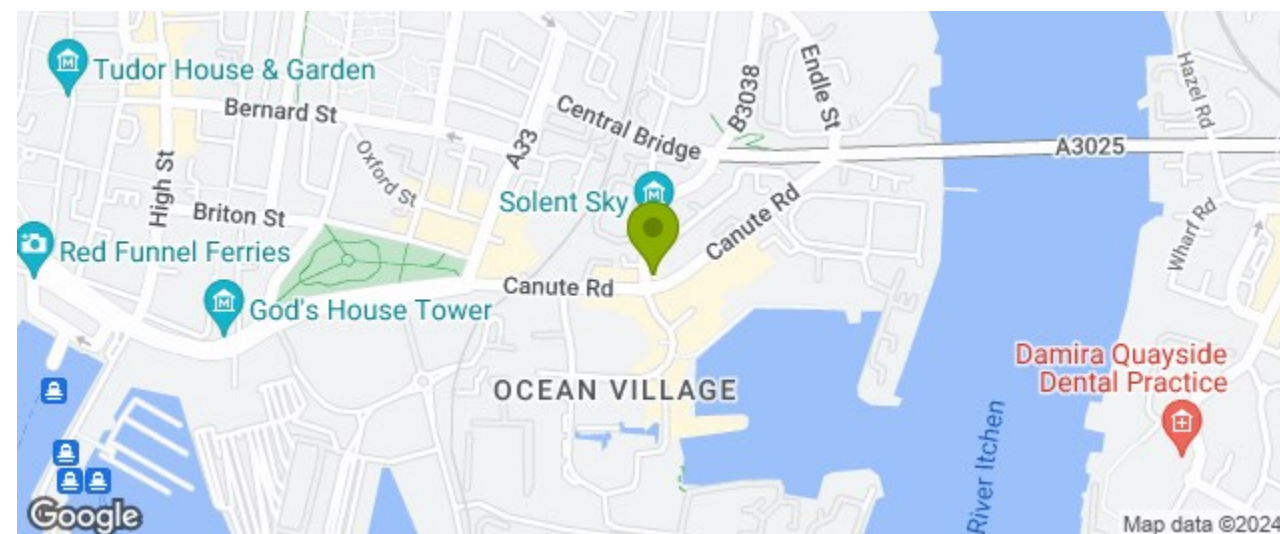 Tudor House & Garden
Bernard St
Central Bridge
B3038
Endle St
Hazel Rd
A33
A3025
Oxford St
High St
Solent Sky
Briton St
Canute Rd
Wharf Rd
Red Funnel Ferries
Canute Rd
God's House Tower
Damira Quayside
Dental Practice
OCEAN VILLAGE
River Itchen
Google
Map data ©2024